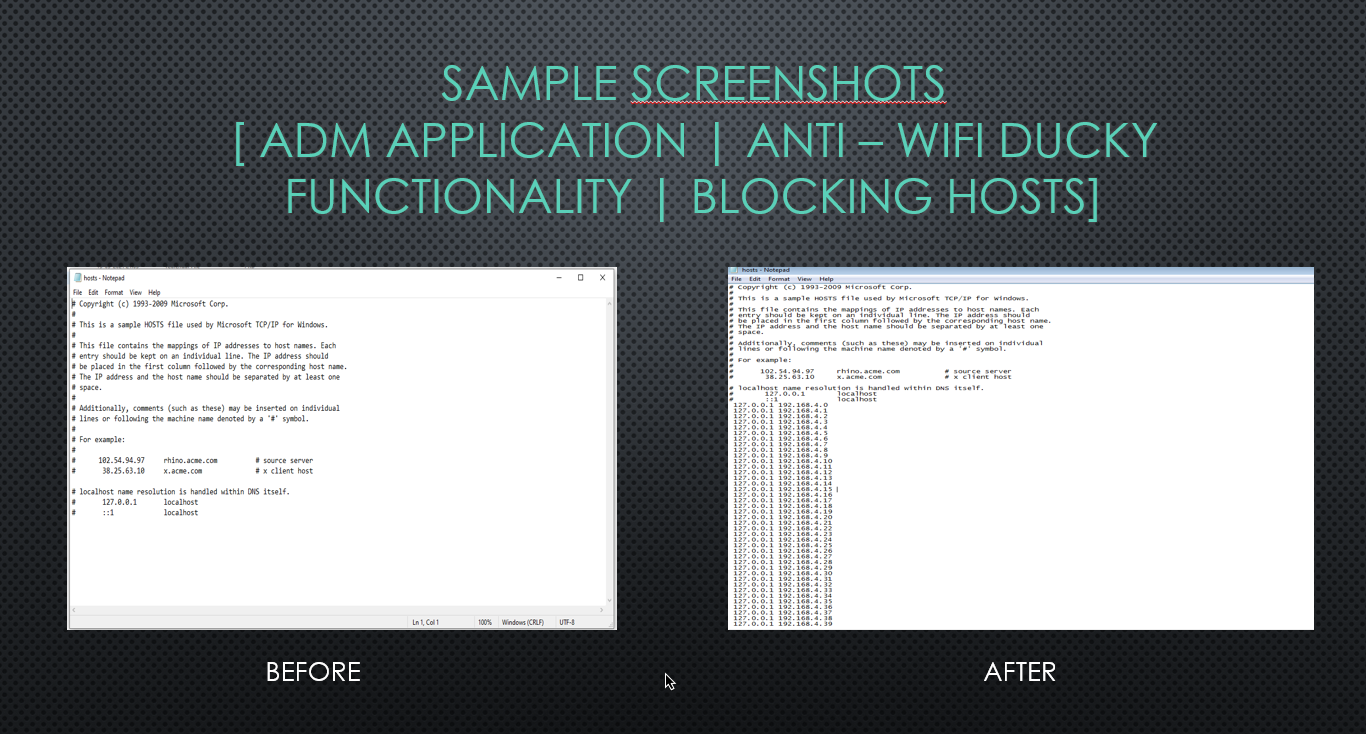 SAMPLE SCREENSHOTS
[ ADM APPLICATION | ANTI – WIFI DUCKY
FUNCTIONALITY | BLOCKING HOSTS]
hosts - Notepad
File Edit Format View Help
# Copyright (c) 1993-2009 Microsoft Corp.
#
# This is a sample HOSTS file used by Microsoft TCP/IP for Windows.
#
# This file contains the mappings of IP addresses to host names. Each
# entry should be kept on an individual line. The IP address should
# be placed in the first column followed by the corresponding host name.
# The IP address and the host name should be separated by at least one
# space.
#
# Additionally, comments (such as these) may be inserted on individual
# lines or following the machine name denoted by a '#' symbol.
#
# For example:
#
#      102.54.94.97     rhino.acme.com          # source server
#       38.25.63.10     x.acme.com              # x client host

# localhost name resolution is handled within DNS itself.
#       127.0.0.1       localhost
#       ::1             localhost
Ln 1, Col 1
100%
Windows (CRLF)
UTF-8
BEFORE
hosts - Notepad
File Edit Format View Help
# Copyright (c) 1993-2009 Microsoft Corp.
#
# This is a sample HOSTS file used by Microsoft TCP/IP for Windows.
#
# This file contains the mappings of IP addresses to host names. Each
# entry should be kept on an individual line. The IP address should
# be placed in the first column followed by the corresponding host name.
# The IP address and the host name should be separated by at least one
# space.
#
# Additionally, comments (such as these) may be inserted on individual
# lines or following the machine name denoted by a '#' symbol.
#
# For example:
#
#      102.54.94.97     rhino.acme.com          # source server
#       38.25.63.10     x.acme.com              # x client host

# localhost name resolution is handled within DNS itself.
#       127.0.0.1       localhost
#       ::1             localhost
127.0.0.1 192.168.4.0
127.0.0.1 192.168.4.1
127.0.0.1 192.168.4.2
127.0.0.1 192.168.4.3
127.0.0.1 192.168.4.4
127.0.0.1 192.168.4.5
127.0.0.1 192.168.4.6
127.0.0.1 192.168.4.7
127.0.0.1 192.168.4.8
127.0.0.1 192.168.4.9
127.0.0.1 192.168.4.10
127.0.0.1 192.168.4.11
127.0.0.1 192.168.4.12
127.0.0.1 192.168.4.13
127.0.0.1 192.168.4.14
127.0.0.1 192.168.4.15
127.0.0.1 192.168.4.16
127.0.0.1 192.168.4.17
127.0.0.1 192.168.4.18
127.0.0.1 192.168.4.19
127.0.0.1 192.168.4.20
127.0.0.1 192.168.4.21
127.0.0.1 192.168.4.22
127.0.0.1 192.168.4.23
127.0.0.1 192.168.4.24
127.0.0.1 192.168.4.25
127.0.0.1 192.168.4.26
127.0.0.1 192.168.4.27
127.0.0.1 192.168.4.28
127.0.0.1 192.168.4.29
127.0.0.1 192.168.4.30
127.0.0.1 192.168.4.31
127.0.0.1 192.168.4.32
127.0.0.1 192.168.4.33
127.0.0.1 192.168.4.34
127.0.0.1 192.168.4.35
127.0.0.1 192.168.4.36
127.0.0.1 192.168.4.37
127.0.0.1 192.168.4.38
127.0.0.1 192.168.4.39
AFTER